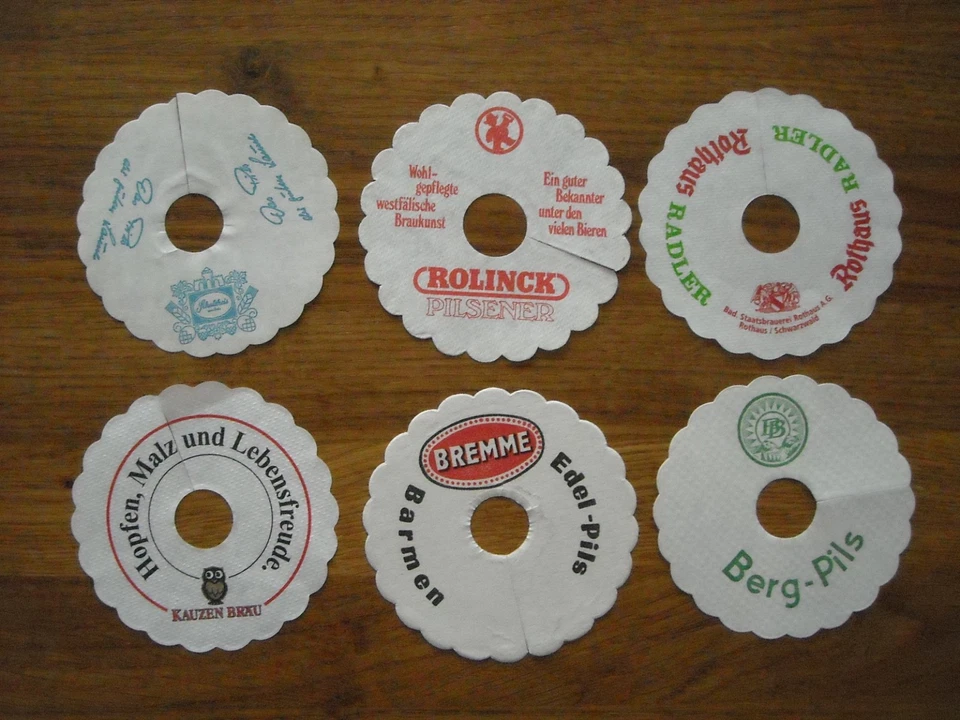 Wohl-
gepflegte
westfälische
Braukunst
Ein guter
Bekannter
unter den
vielen Bieren
ROLINCK
PILSENER
Rothaus RADLER
Rothaus RADLER
Bad. Staatsbrauerei Rothaus A.G.
Rothaus / Schwarzwald
Hopfen, Malz und Lebensfreude.
KAUZEN BRÄU
BREMME
Edel-Pils
Barmen
BB
Berg-Pils